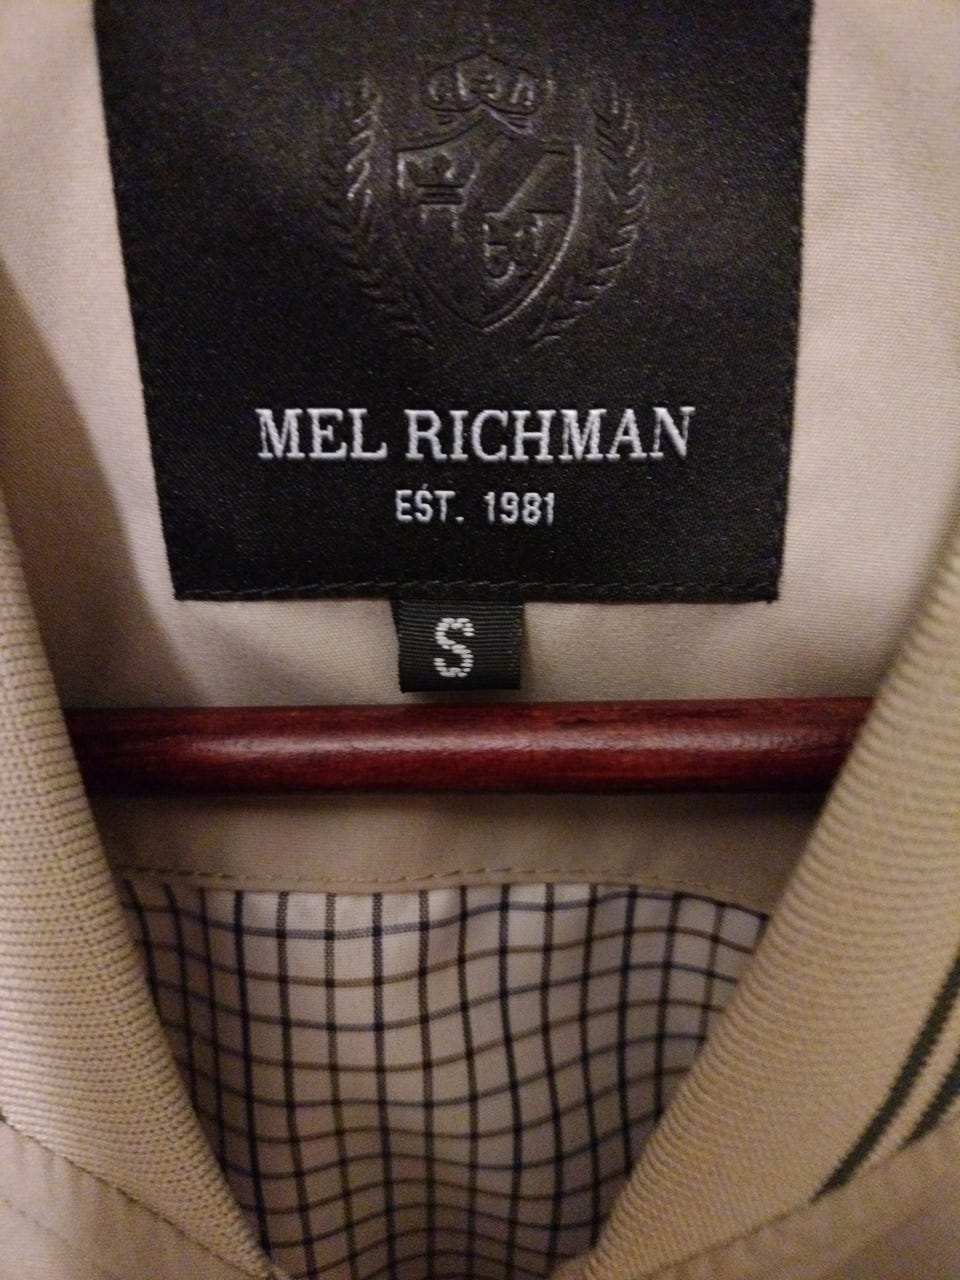 MEL RICHMAN
EST. 1981
S